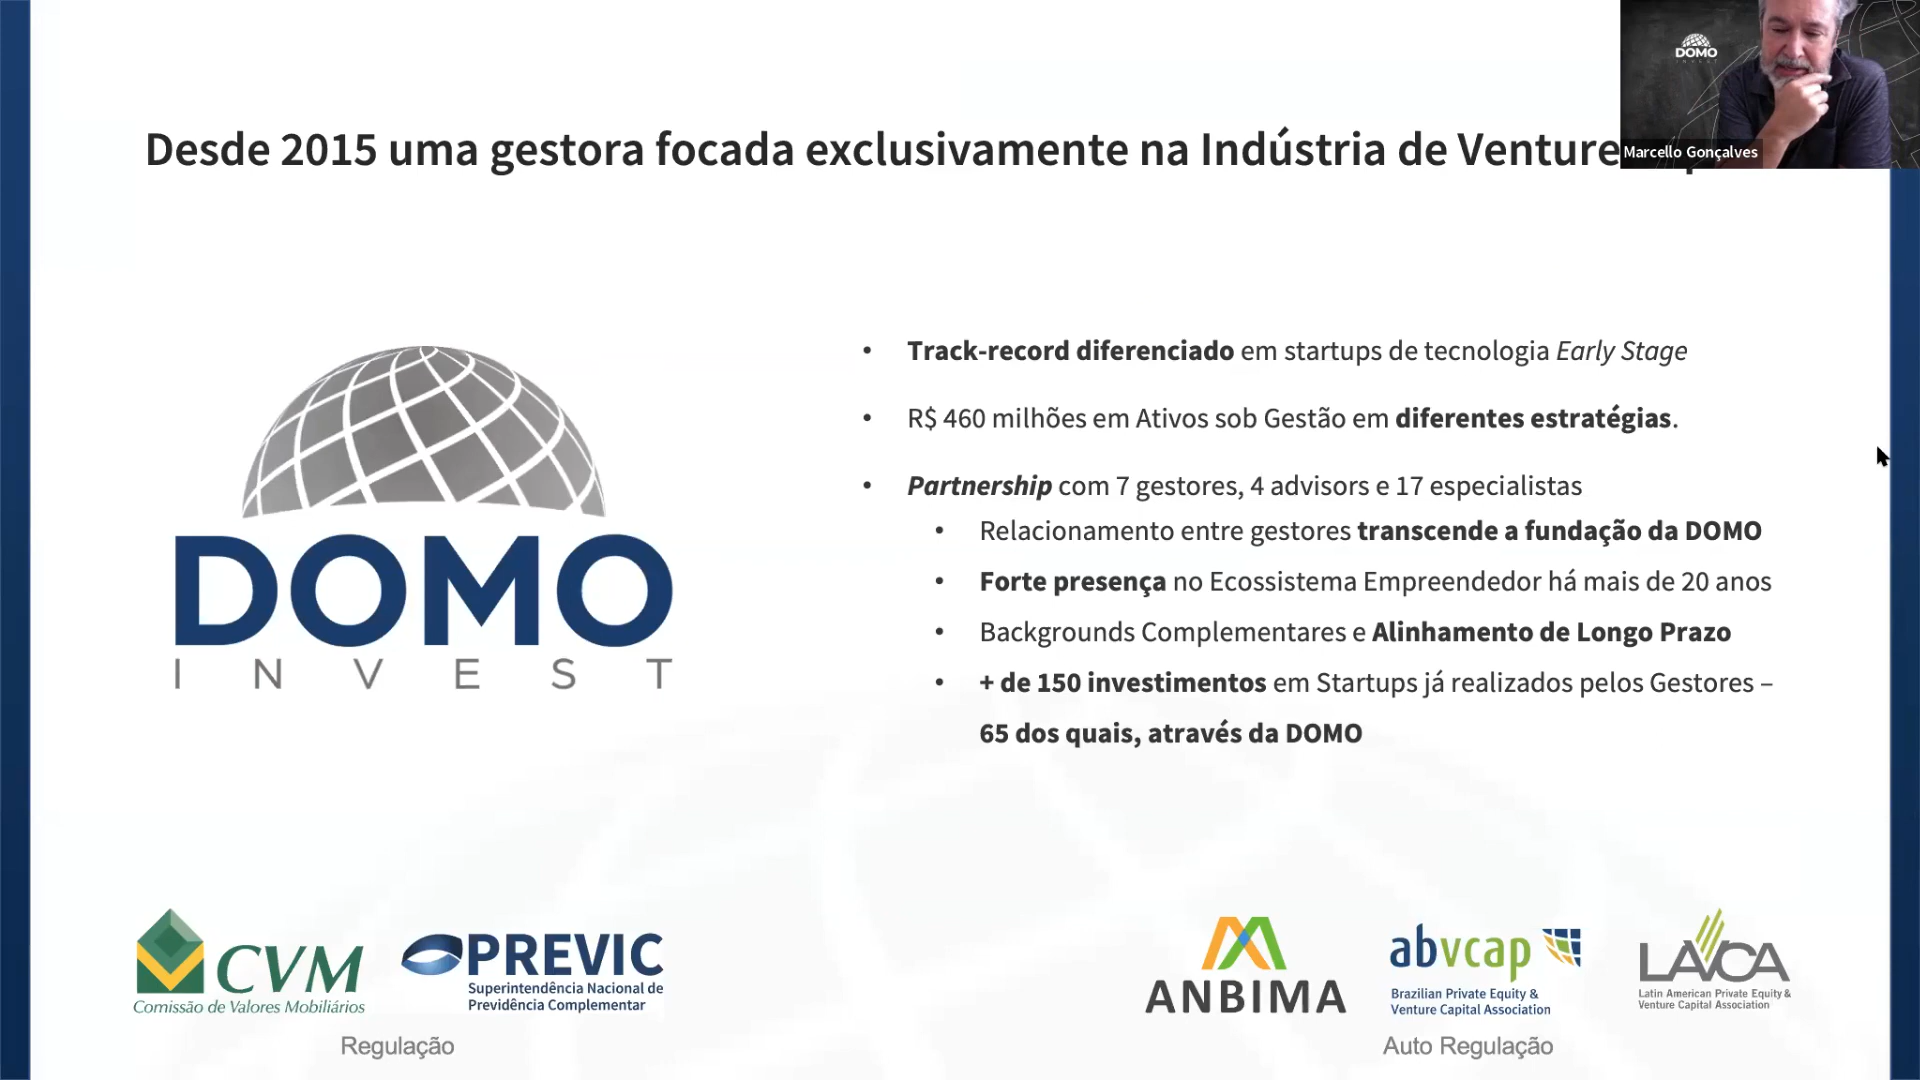 DOMO
INVEST
Marcello Gonçalves
Desde 2015 uma gestora focada exclusivamente na Indústria de Venture
DOMO
INVEST
• Track-record diferenciado em startups de tecnologia Early Stage
• R$ 460 milhões em Ativos sob Gestão em diferentes estratégias.
• Partnership com 7 gestores, 4 advisors e 17 especialistas
• Relacionamento entre gestores transcende a fundação da DOMO
• Forte presença no Ecossistema Empreendedor há mais de 20 anos
• Backgrounds Complementares e Alinhamento de Longo Prazo
• + de 150 investimentos em Startups já realizados pelos Gestores –
65 dos quais, através da DOMO
CVM
Comissão de Valores Mobiliários
PREVIC
Superintendência Nacional de
Previdência Complementar
Regulação
ANBIMA
abvcap
Brazilian Private Equity &
Venture Capital Association
LAVCA
Latin American Private Equity &
Venture Capital Association
Auto Regulação